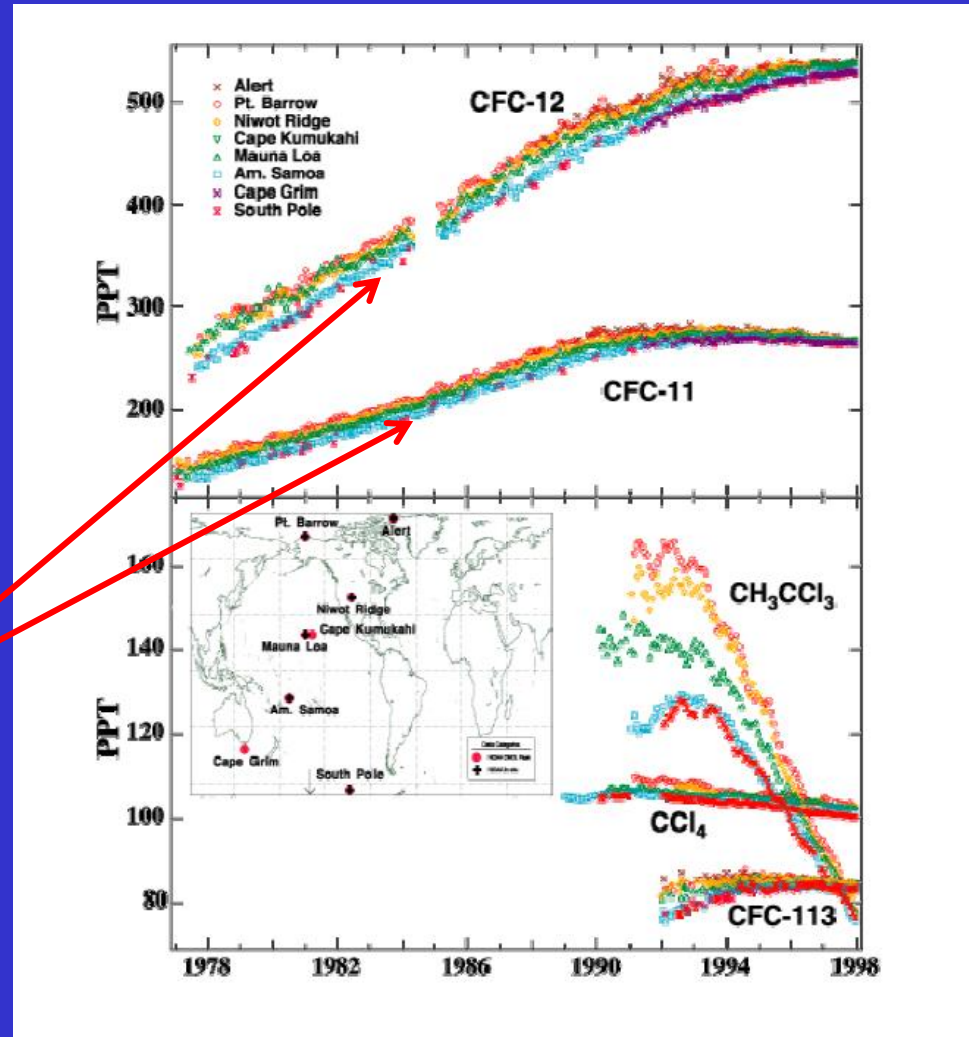 Alert
Pt. Barrow
Niwot Ridge
Cape Kumukahi
Mauna Loa
Am. Samoa
Cape Grim
South Pole
CFC-12
CFC-11
500
400
300
200
PPT
Pt. Barrow
Alert
Niwot Ridge
Cape Kumukahi
Mauna Loa
Am. Samoa
Cape Grim
South Pole
160
140
120
100
80
PPT
CH₃CCl₃
CCl₄
CFC-113
1978 1982 1986 1990 1994 1998